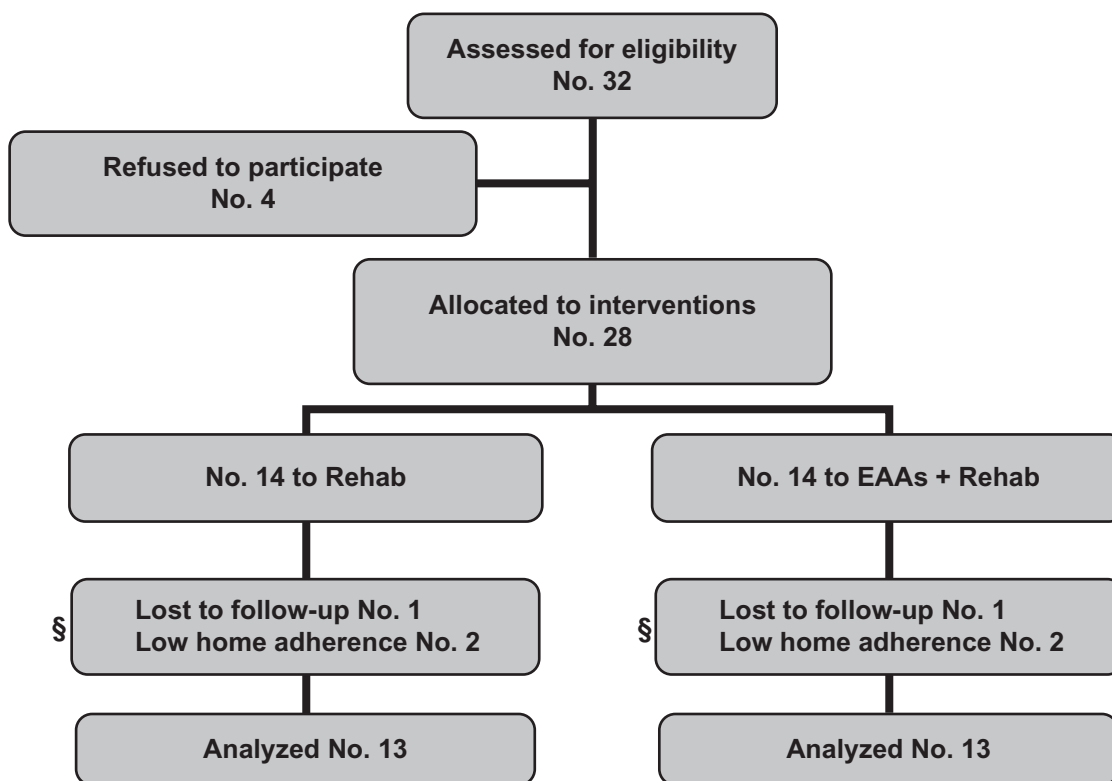 Assessed for eligibility
No. 32
Refused to participate
No. 4
Allocated to interventions
No. 28
No. 14 to Rehab
No. 14 to EAAs + Rehab
§
Lost to follow-up No. 1
Low home adherence No. 2
§
Lost to follow-up No. 1
Low home adherence No. 2
Analyzed No. 13
Analyzed No. 13